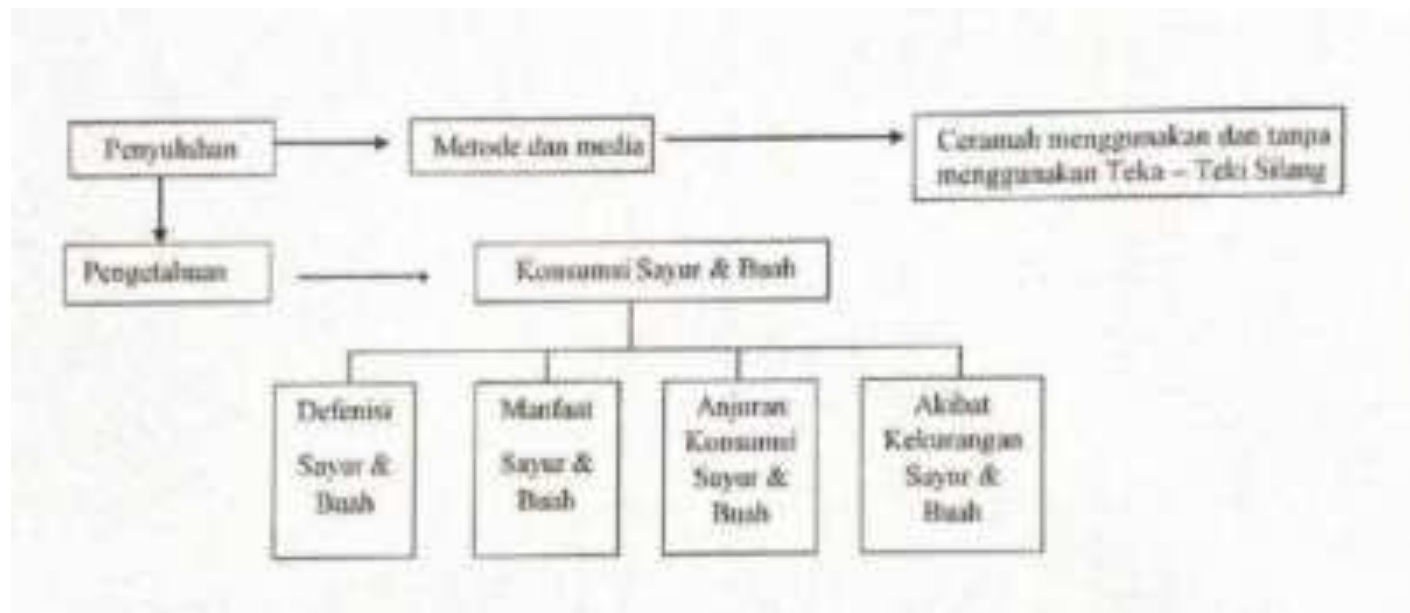 Penyuluhan
Metode dan media
Ceramah menggunakan dan tanpa
menggunakan Teka – Teki Silang
Pengetahuan
Konsumsi Sayur & Buah
Defenisi
Sayur &
Buah
Manfaat
Sayur &
Buah
Anjuran
Konsumsi
Sayur &
Buah
Akibat
Kekurangan
Sayur &
Buah